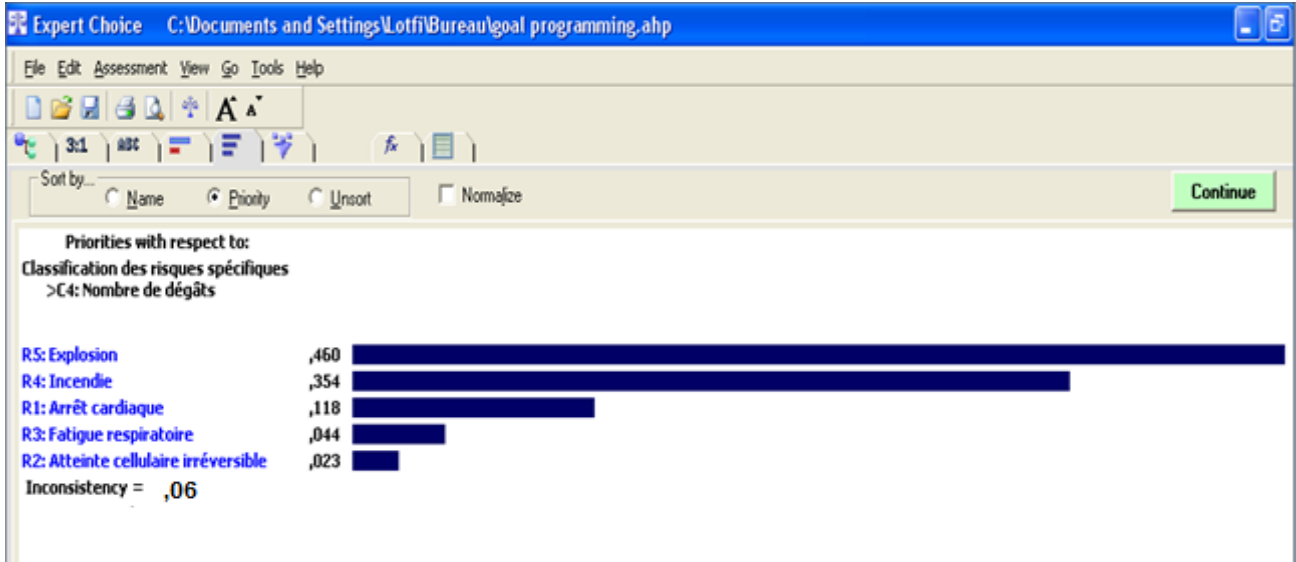 Expert Choice C:\Documents and Settings\Lotfi\Bureau\goal programming.ahp
File Edit Assessment View Go Tools Help
A A
3:1 ABC fx
Sort by... Name Priority Unsort Normalize Continue
Priorities with respect to:
Classification des risques spécifiques
>C4: Nombre de dégâts
R5: Explosion ,460
R4: Incendie ,354
R1: Arrêt cardiaque ,118
R3: Fatigue respiratoire ,044
R2: Atteinte cellulaire irréversible ,023
Inconsistency = ,06